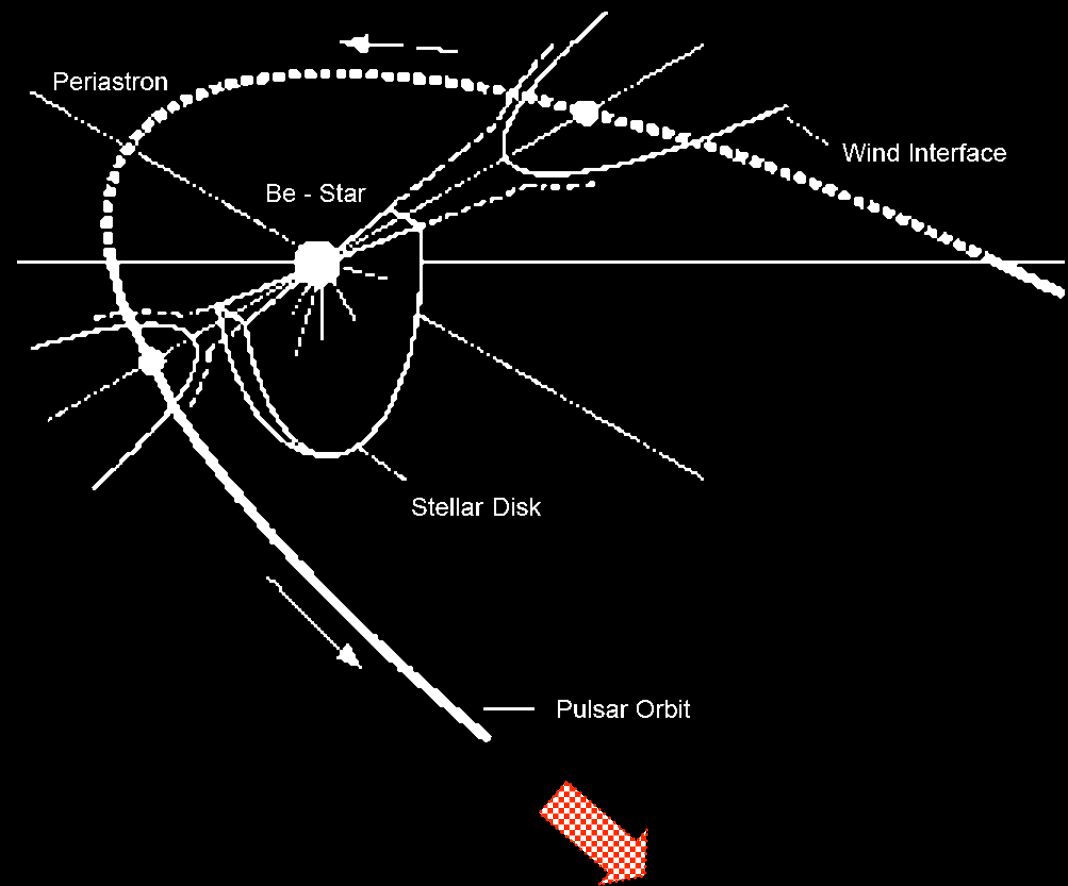 Periastron
Wind Interface
Be - Star
Stellar Disk
Pulsar Orbit